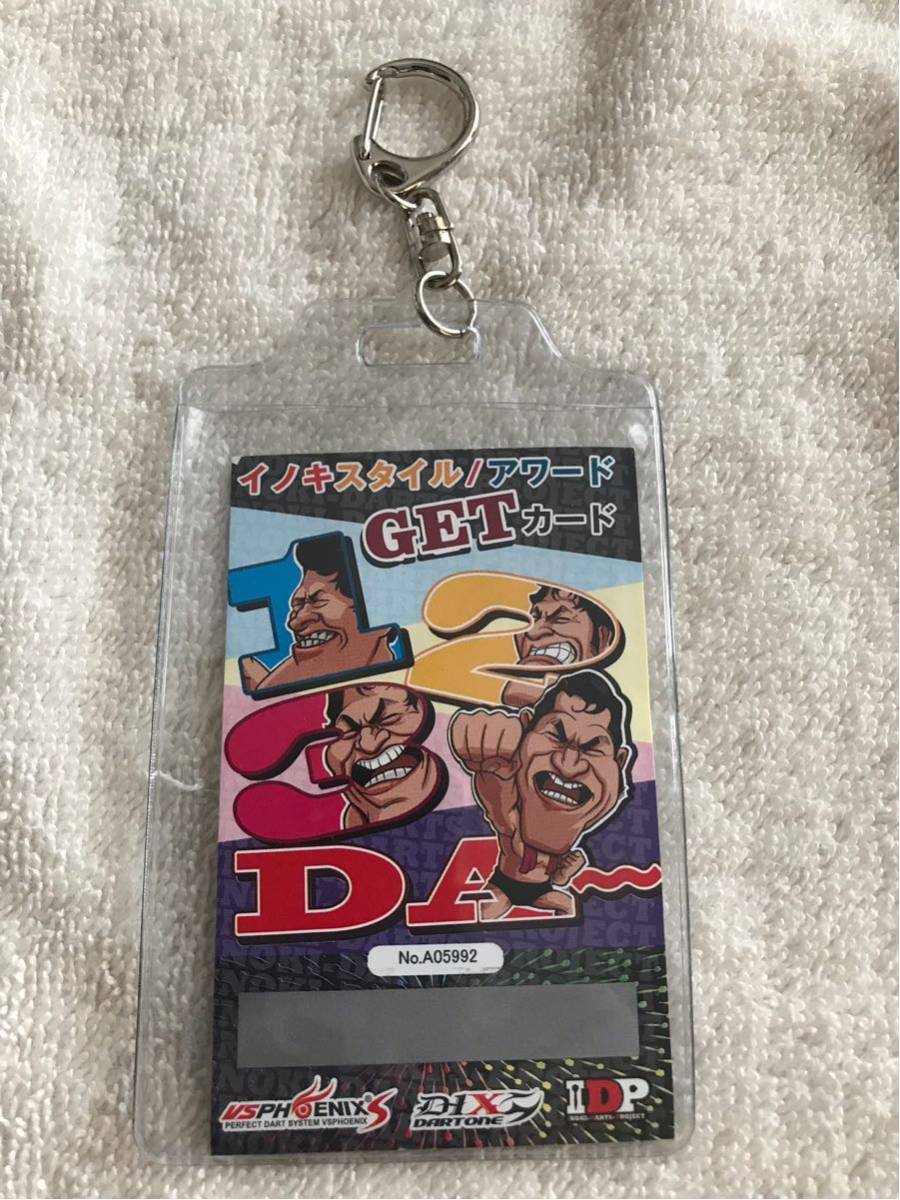 イノキスタイル/アワード
GETカード
1
2
3
DA~
No.A05992
VSPHOENIX S
PERFECT DART SYSTEM VSPHOENIX
D-1X
DARTONE
IDP